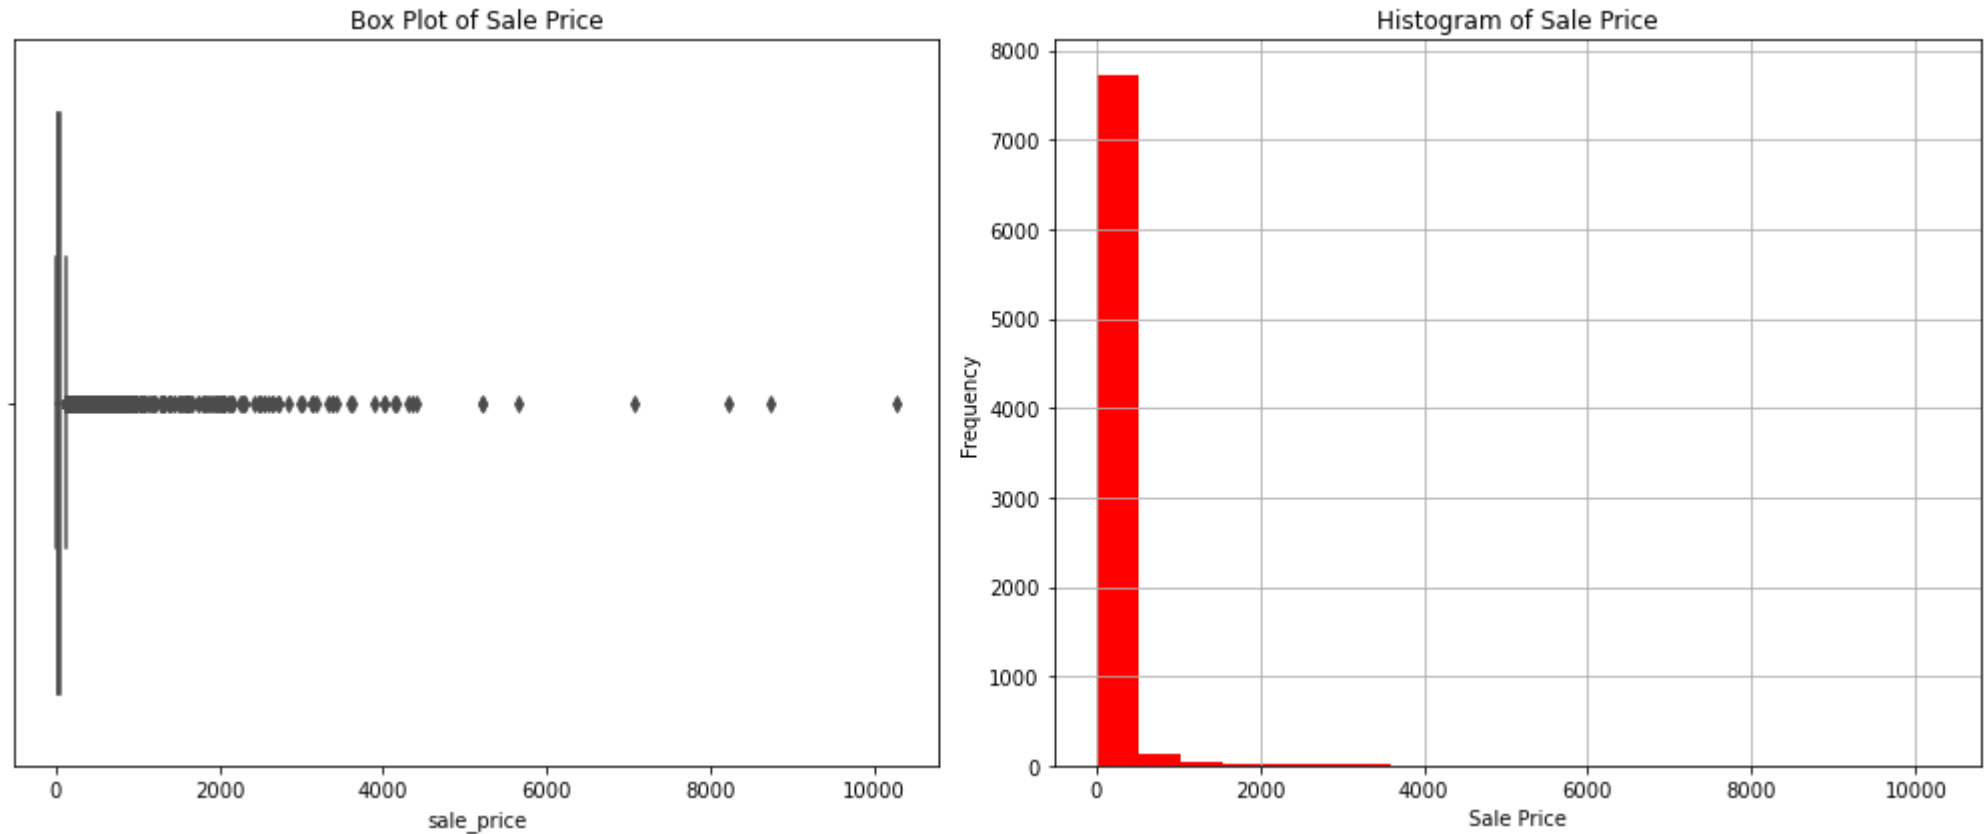 Box Plot of Sale Price
0 2000 4000 6000 8000 10000
sale_price
Histogram of Sale Price
8000
7000
6000
5000
4000
3000
2000
1000
0
Frequency
0 2000 4000 6000 8000 10000
Sale Price